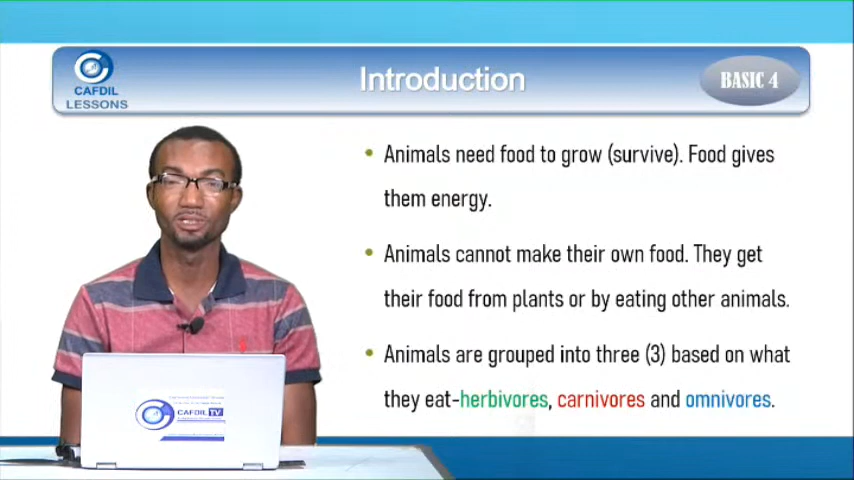 CAFDIL
LESSONS
Introduction
BASIC 4
Animals need food to grow (survive). Food gives
them energy.
Animals cannot make their own food. They get
their food from plants or by eating other animals.
Animals are grouped into three (3) based on what
they eat-herbivores, carnivores and omnivores.
CAFDIL TV